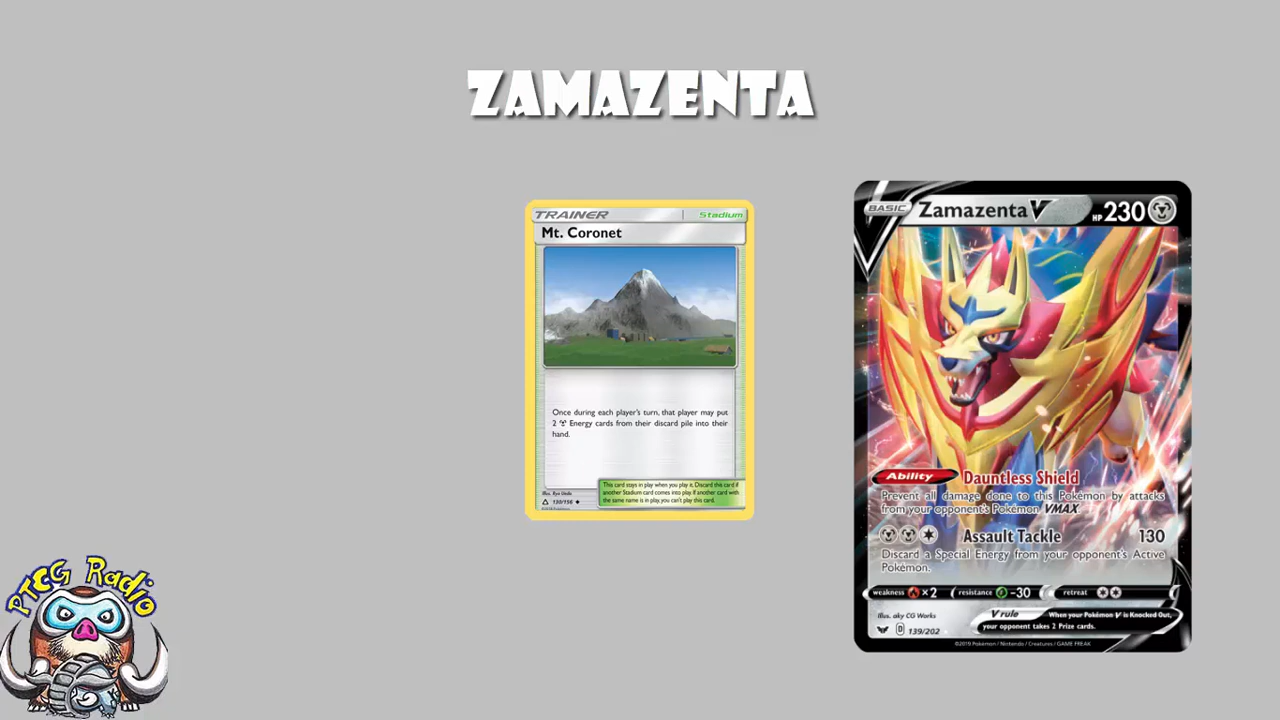 ZAMAZENTA
TRAINER
Stadium
Mt. Coronet
Once during each player's turn, that player may put
2 Energy cards from their discard pile into their
hand.
This card stays in play when you play it. Discard this card if
another Stadium card comes into play. If another card with
the same name is in play, you can't play this card.
Illus. Ryo Ueda
130/156
BASIC
Zamazenta V
HP 230
Ability Dauntless Shield
Prevent all damage done to this Pokémon by attacks
from your opponent's Pokémon VMAX.
Assault Tackle 130
Discard a Special Energy from your opponent's Active
Pokémon.
weakness ×2 resistance -30 retreat
Illus. aky CG Works
D 139/202
V rule When your Pokémon V is Knocked Out,
your opponent takes 2 Prize cards.
©2019 Pokémon / Nintendo / Creatures / GAME FREAK
PTCG Radio